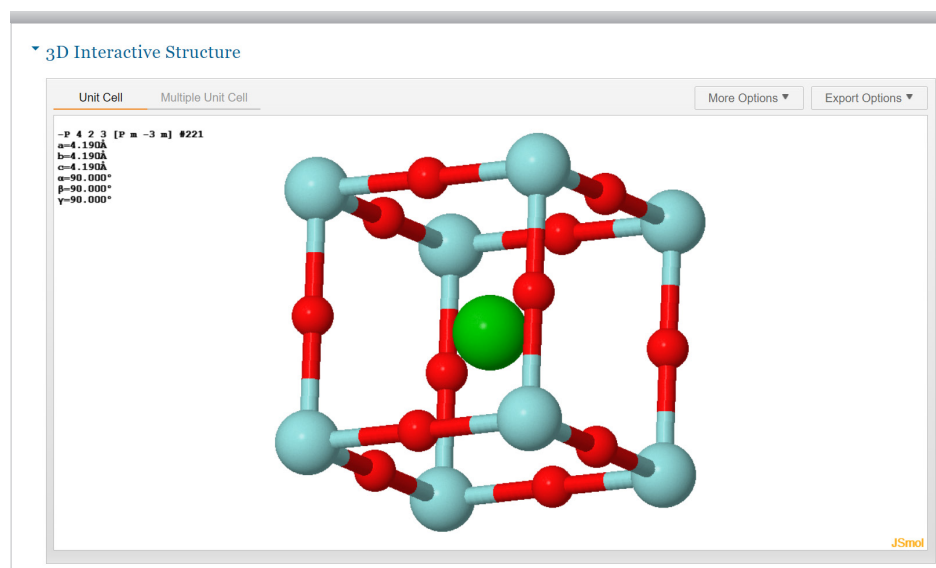 3D Interactive Structure
Unit Cell Multiple Unit Cell More Options ▼ Export Options ▼
-P 4 2 3 [P m -3 m] #221
a=4.190Å
b=4.190Å
c=4.190Å
α=90.000°
β=90.000°
γ=90.000°
JSmol